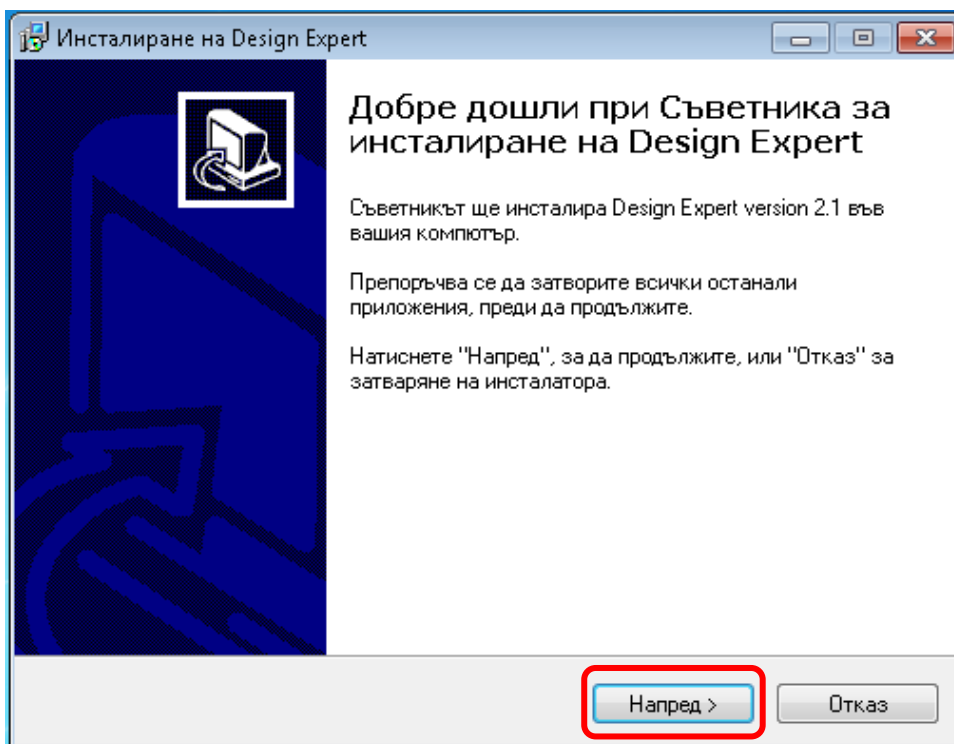 Инсталиране на Design Expert
Добре дошли при Съветника за
инсталиране на Design Expert
Съветникът ще инсталира Design Expert version 2.1 във
вашия компютър.
Препоръчва се да затворите всички останали
приложения, преди да продължите.
Натиснете "Напред", за да продължите, или "Отказ" за
затваряне на инсталатора.
Напред >
Отказ